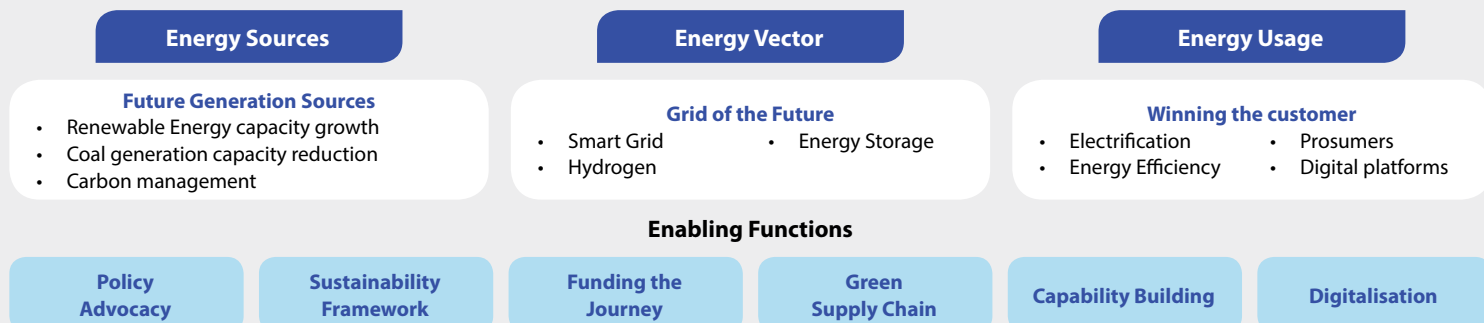 Energy Sources
Energy Vector
Energy Usage
Future Generation Sources
• Renewable Energy capacity growth
• Coal generation capacity reduction
• Carbon management
Grid of the Future
• Smart Grid
• Hydrogen
• Energy Storage
Winning the customer
• Electrification
• Energy Efficiency
• Prosumers
• Digital platforms
Enabling Functions
Policy
Advocacy
Sustainability
Framework
Funding the
Journey
Green
Supply Chain
Capability Building
Digitalisation